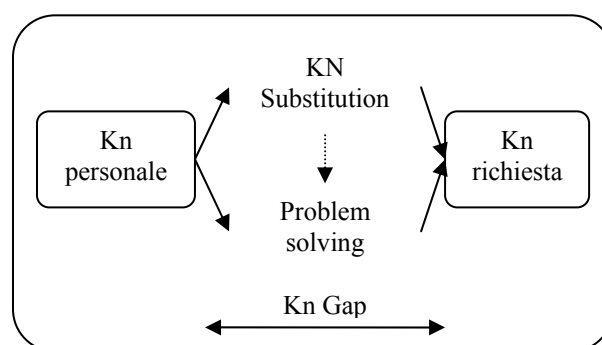 KN
Substitution
Kn
personale
Kn
richiesta
Problem
solving
Kn Gap